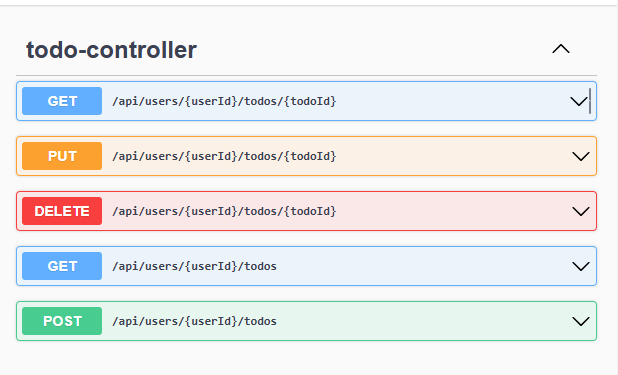 todo-controller
GET /api/users/{userId}/todos/{todoId}
PUT /api/users/{userId}/todos/{todoId}
DELETE /api/users/{userId}/todos/{todoId}
GET /api/users/{userId}/todos
POST /api/users/{userId}/todos